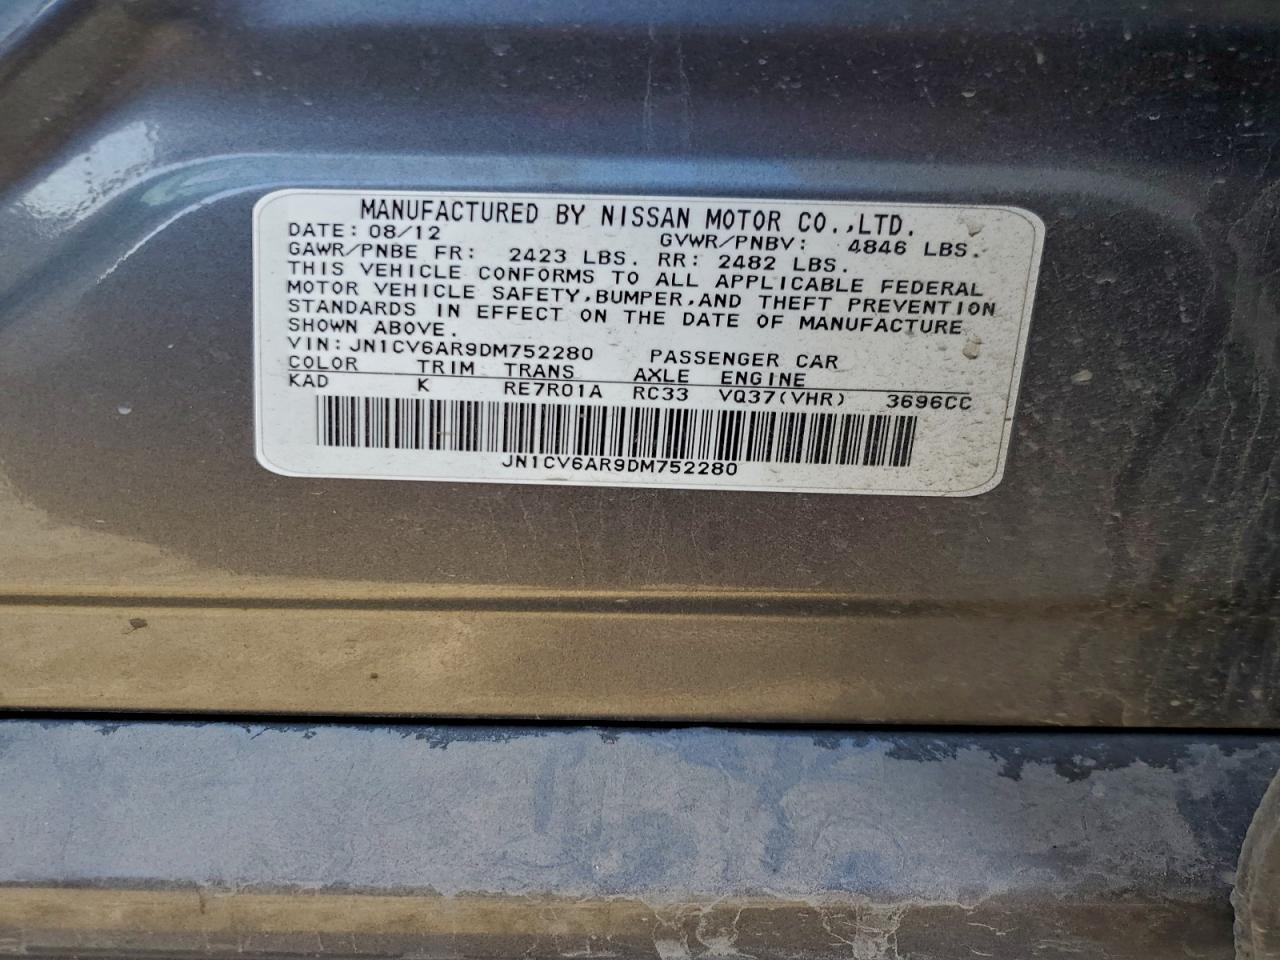 MANUFACTURED BY NISSAN MOTOR CO.,LTD.
DATE: 08/12 GVWR/PNBV: 4846 LBS.
GAWR/PNBE FR: 2423 LBS. RR: 2482 LBS.
THIS VEHICLE CONFORMS TO ALL APPLICABLE FEDERAL
MOTOR VEHICLE SAFETY,BUMPER,AND THEFT PREVENTION
STANDARDS IN EFFECT ON THE DATE OF MANUFACTURE
SHOWN ABOVE.
VIN:JN1CV6AR9DM752280 PASSENGER CAR
COLOR TRIM TRANS AXLE ENGINE
KAD K RE7R01A RC33 VQ37(VHR) 3696CC
JN1CV6AR9DM752280